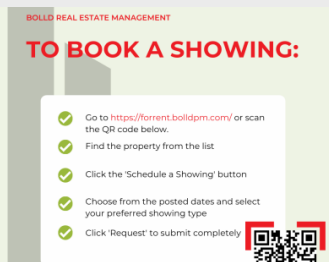 BOLLD REAL ESTATE MANAGEMENT
TO BOOK A SHOWING:
Go to https://forrent.bolldpm.com/ or scan
the QR code below.
Find the property from the list
Click the 'Schedule a Showing' button
Choose from the posted dates and select
your preferred showing type
Click 'Request' to submit completely